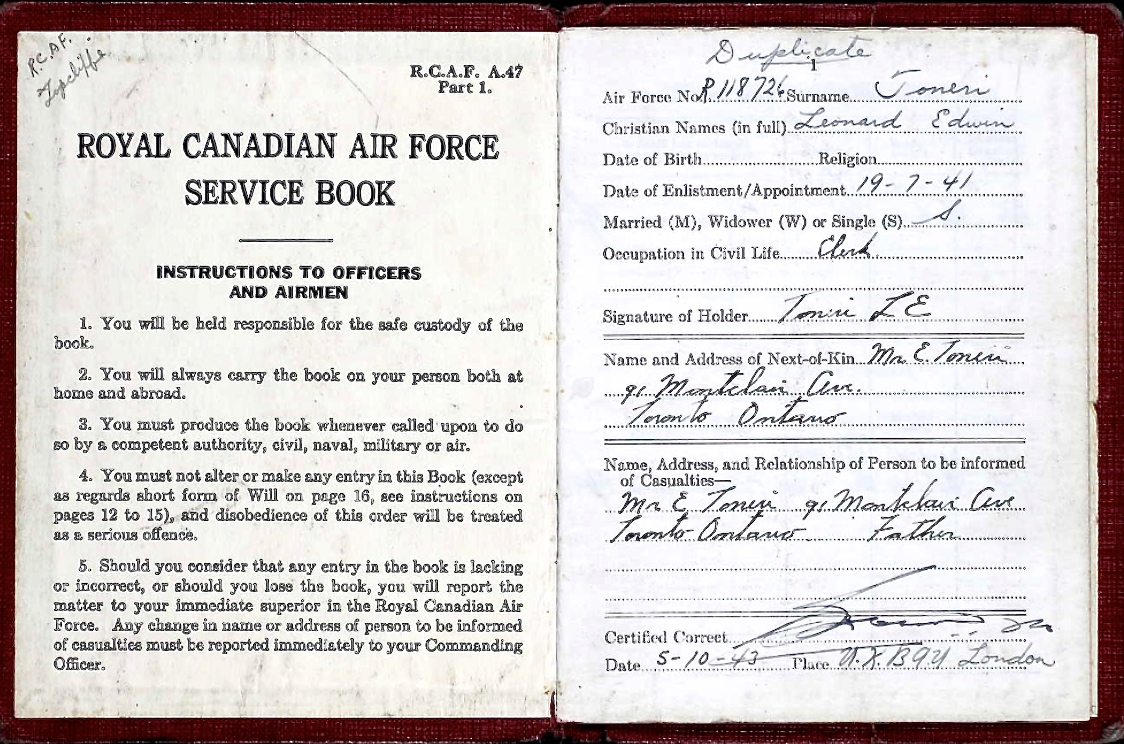 R.C.A.F.
Topcliffe
R.C.A.F. A.47
Part 1.
ROYAL CANADIAN AIR FORCE
SERVICE BOOK
INSTRUCTIONS TO OFFICERS
AND AIRMEN
1. You will be held responsible for the safe custody of the
book.
2. You will always carry the book on your person both at
home and abroad.
3. You must produce the book whenever called upon to do
so by a competent authority, civil, naval, military or air.
4. You must not alter or make any entry in this Book (except
as regards short form of Will on page 16, see instructions on
pages 12 to 15), and disobedience of this order will be treated
as a serious offence.
5. Should you consider that any entry in the book is lacking
or incorrect, or should you lose the book, you will report the
matter to your immediate superior in the Royal Canadian Air
Force. Any change in name or address of person to be informed
of casualties must be reported immediately to your Commanding
Officer.
Duplicate
1
Air Force No. R118726 Surname Toneri
Christian Names (in full) Leonard Edwin
Date of Birth Religion
Date of Enlistment/Appointment 19-7-41
Married (M), Widower (W) or Single (S) S.
Occupation in Civil Life Clerk
Signature of Holder Toneri L E
Name and Address of Next-of-Kin Mr. E. Toneri
91 Montclair Ave.
Toronto Ontario
Name, Address, and Relationship of Person to be informed
of Casualties—
Mr E Toneri 91 Montclair Ave
Toronto Ontario Father
Certified Correct
Date 5-10-43 Place London